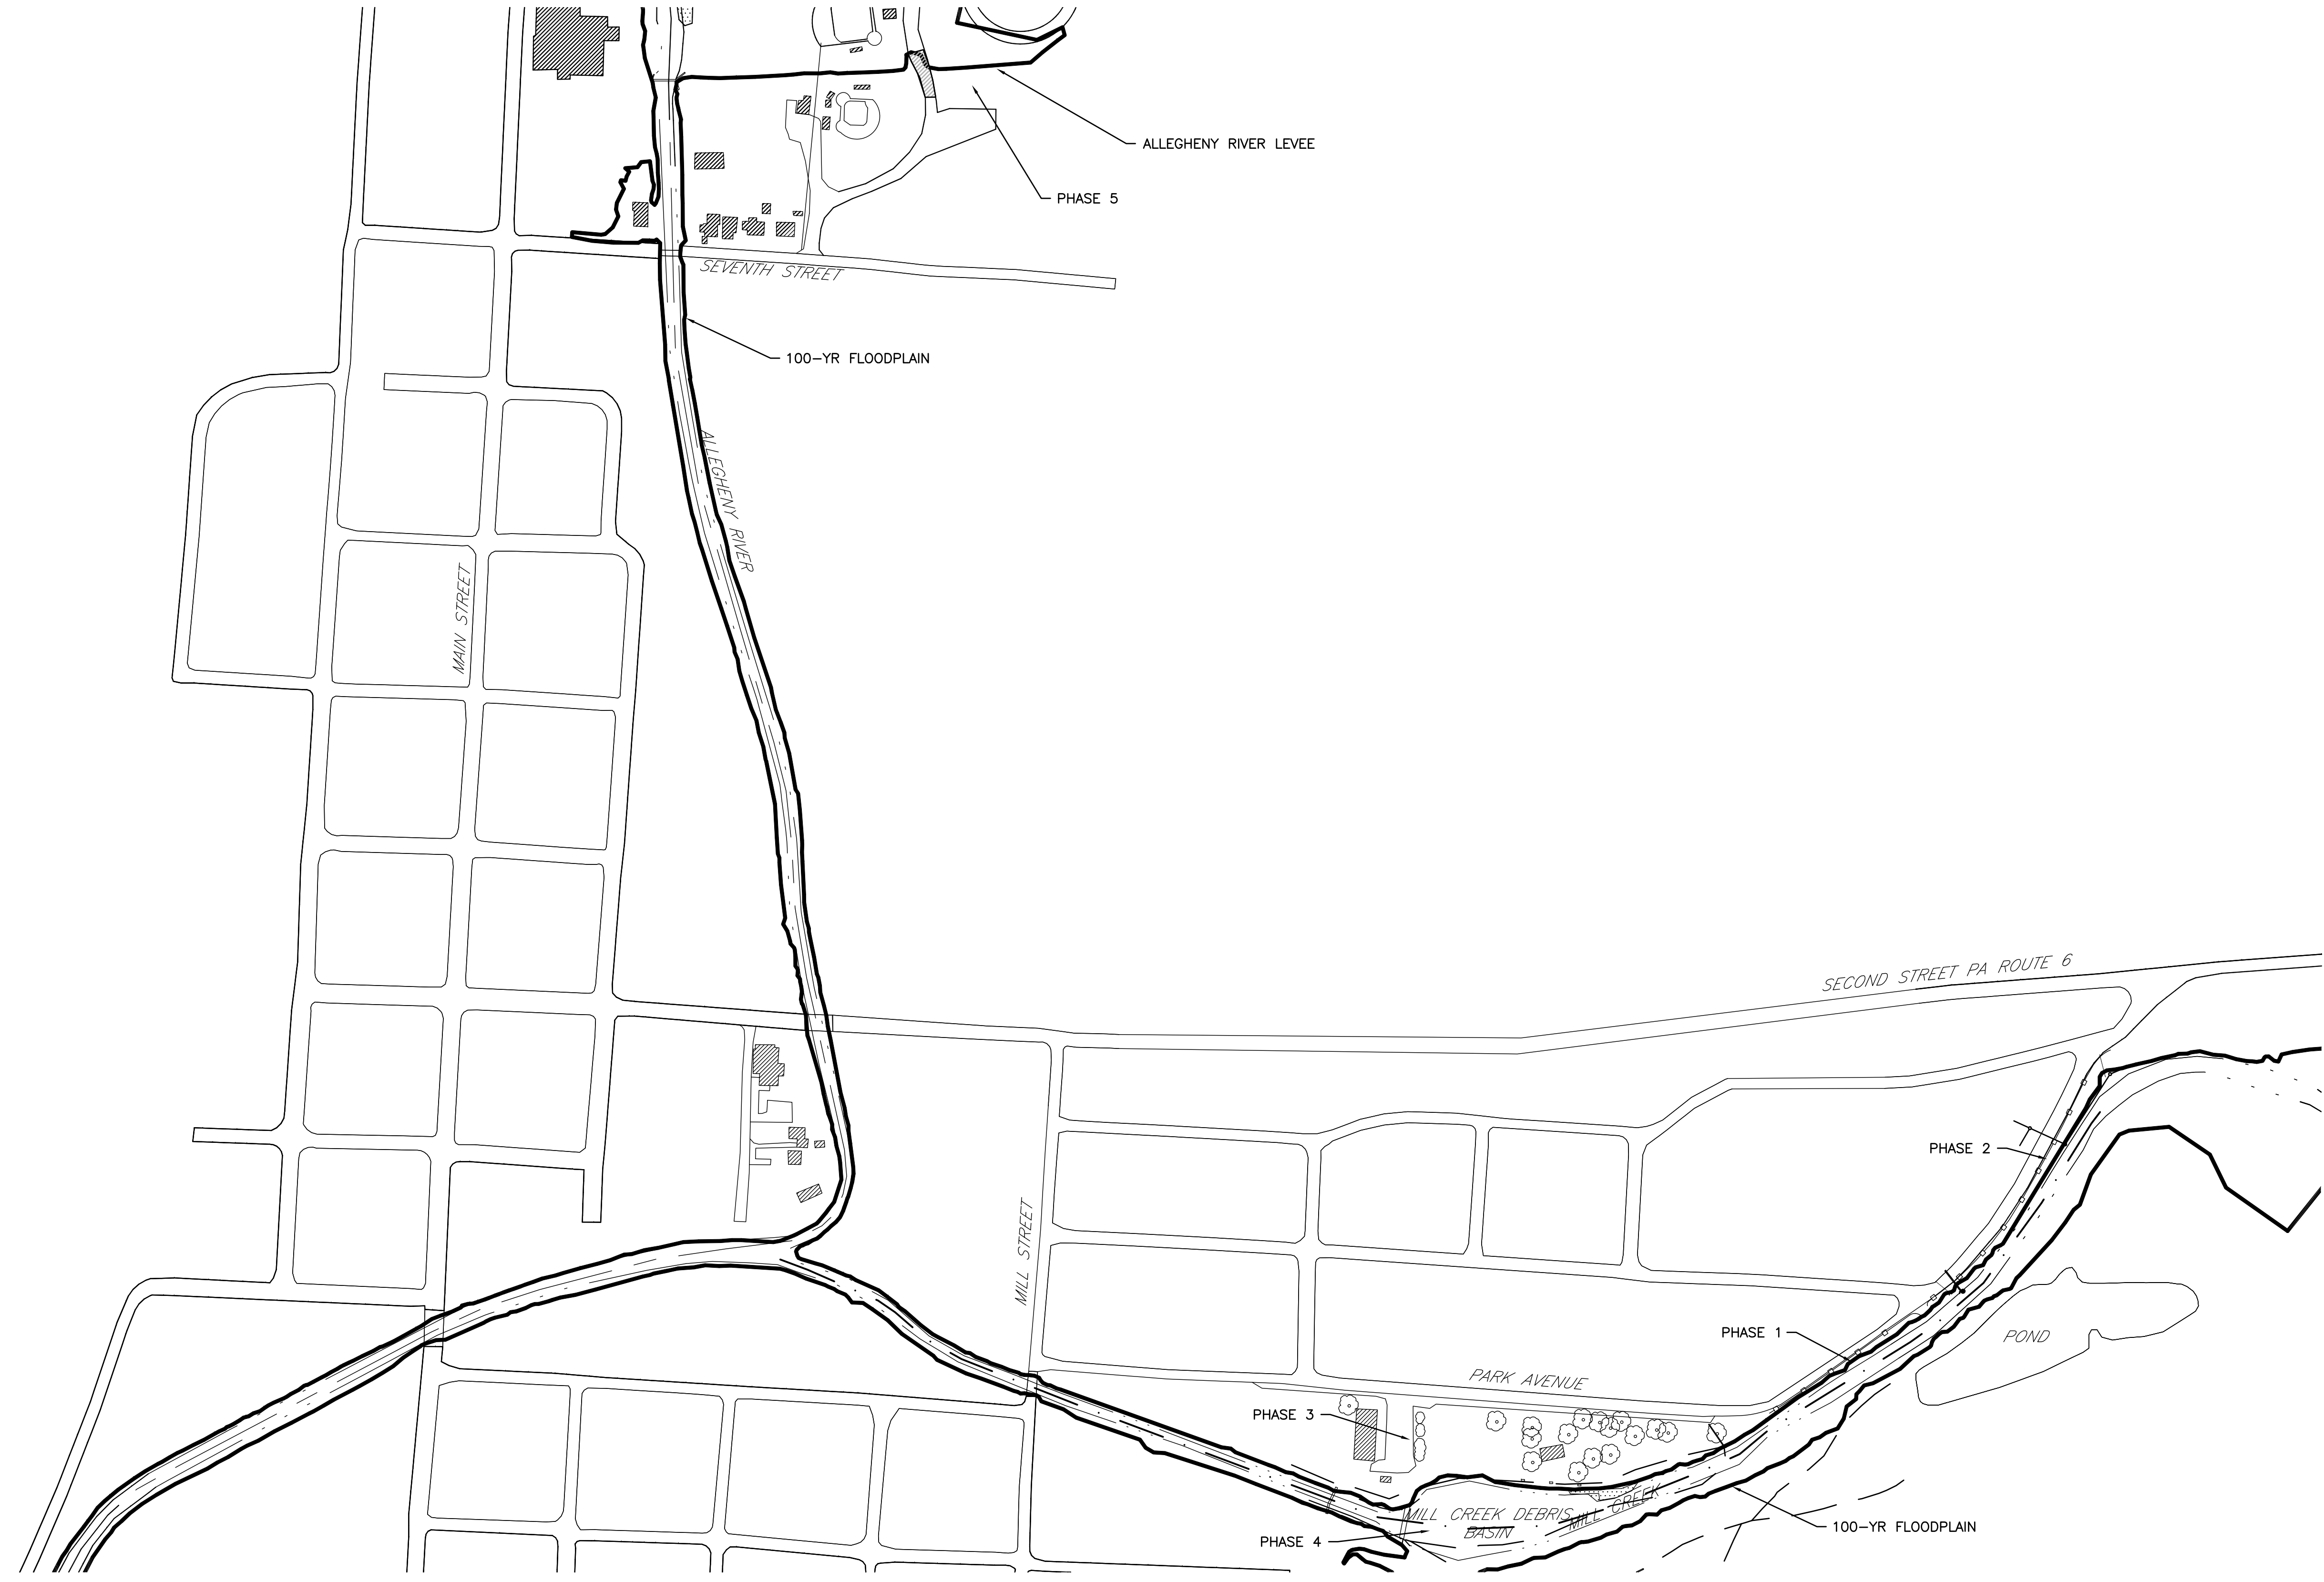 ALLEGHENY RIVER LEVEE
PHASE 5
SEVENTH STREET
100-YR FLOODPLAIN
ALLEGHENY RIVER
MAIN STREET
SECOND STREET PA ROUTE 6
PHASE 2
MILL STREET
PHASE 1
POND
PARK AVENUE
PHASE 3
MILL CREEK DEBRIS
BASIN
MILL CREEK
100-YR FLOODPLAIN
PHASE 4